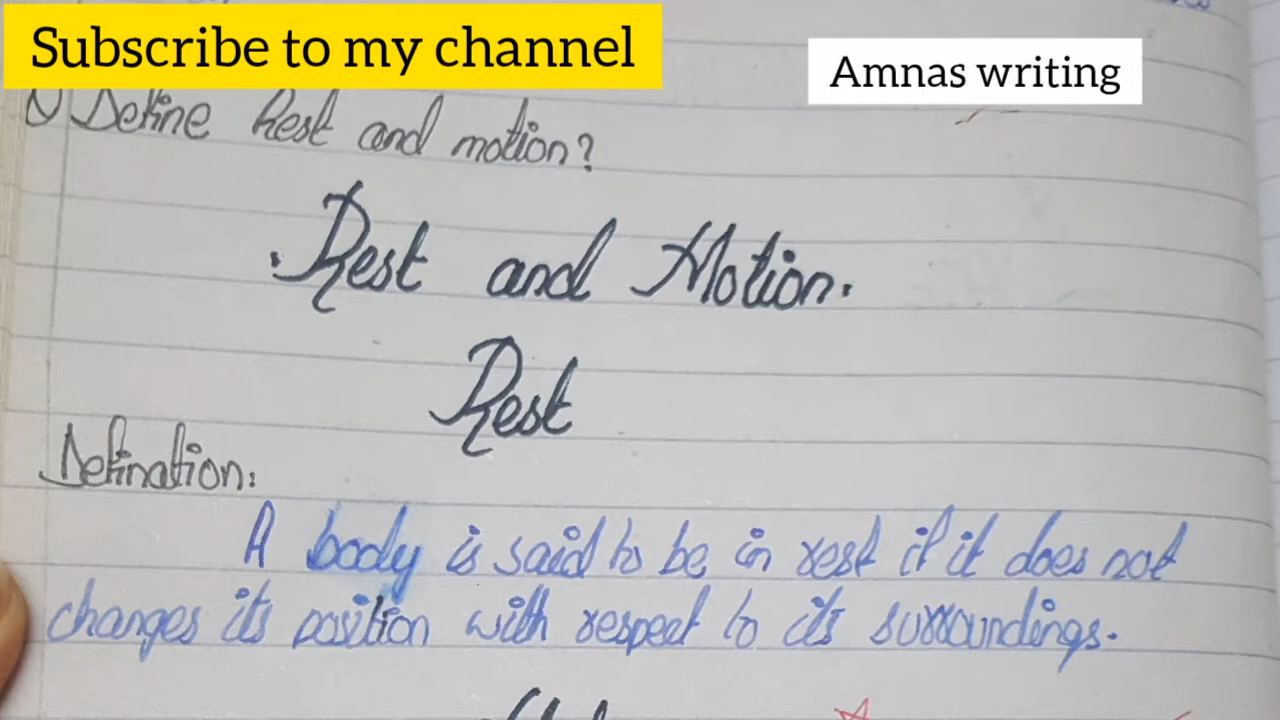 Subscribe to my channel
Amnas writing
Define Rest and motion?
Rest and Motion.
Rest
Defination:
A body is said to be in rest if it does not
changes its position with respect to its surroundings.